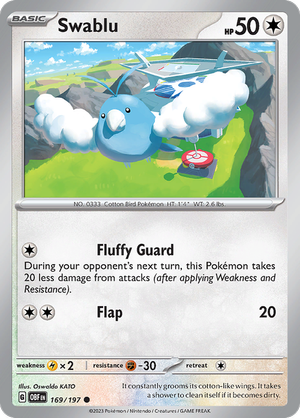 BASIC
Swablu
HP 50
NO. 0333 Cotton Bird Pokémon HT: 1'4" WT: 2.6 lbs
Fluffy Guard
During your opponent's next turn, this Pokémon takes
20 less damage from attacks (after applying Weakness and
Resistance).
Flap 20
weakness ×2 resistance -30 retreat
Illus. Oswaldo KATO
G OBF EN 169/197
It constantly grooms its cotton-like wings. It takes
a shower to clean itself if it becomes dirty.
©2023 Pokémon / Nintendo / Creatures / GAME FREAK